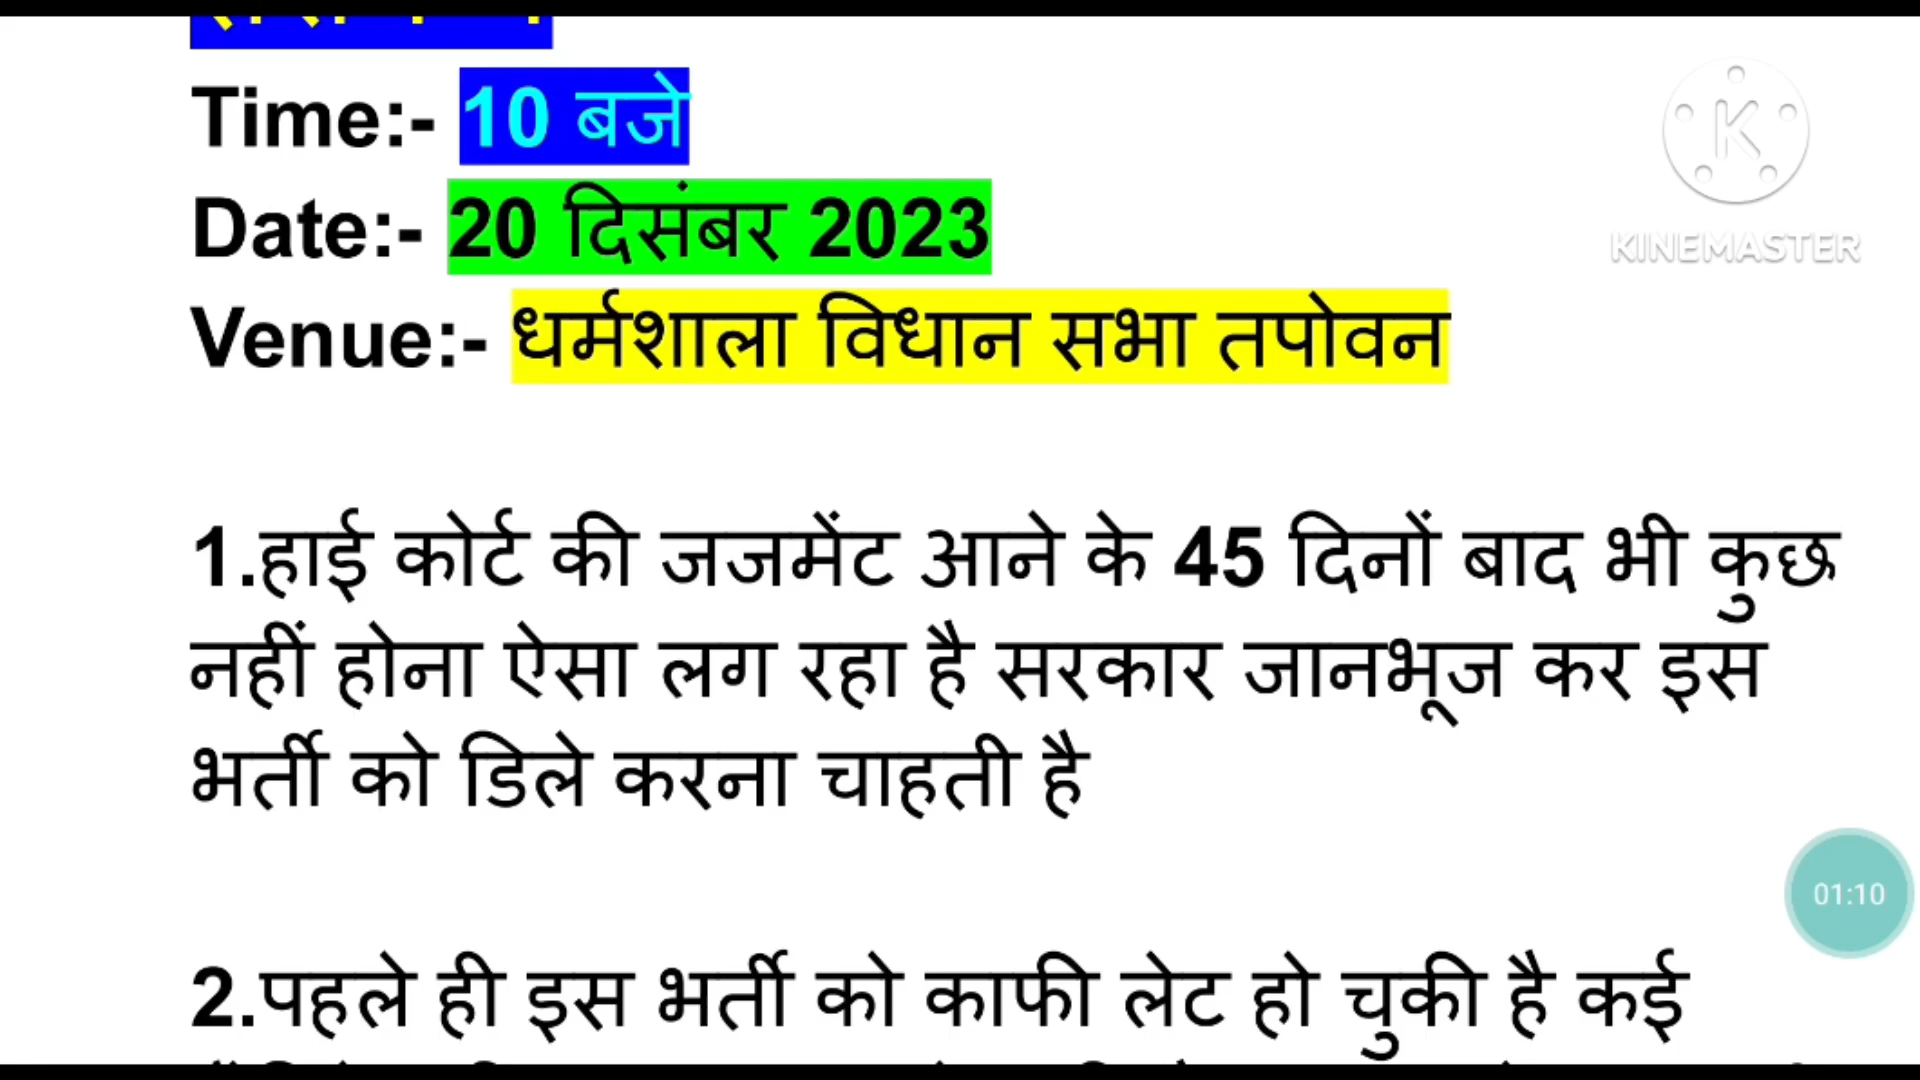 Time:- 10 बजे
Date:- 20 दिसंबर 2023
Venue:- धर्मशाला विधान सभा तपोवन
KINEMASTER
1.हाई कोर्ट की जजमेंट आने के 45 दिनों बाद भी कुछ
नहीं होना ऐसा लग रहा है सरकार जानभूज कर इस
भर्ती को डिले करना चाहती है
01:10
2.पहले ही इस भर्ती को काफी लेट हो चुकी है कई